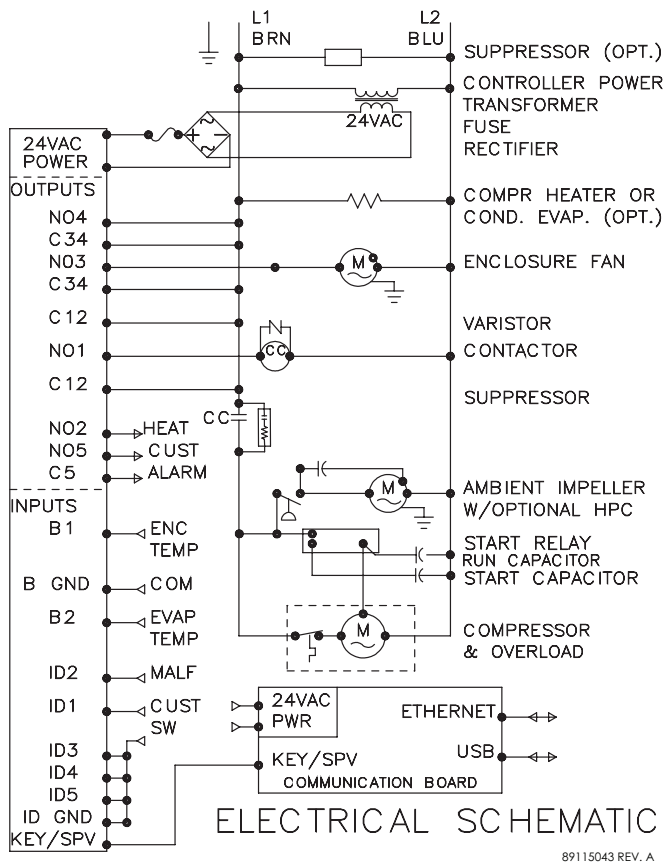 L1
BRN
L2
BLU
SUPPRESSOR (OPT.)
CONTROLLER POWER
TRANSFORMER
FUSE
RECTIFIER
24VAC
24VAC
POWER
OUTPUTS
COMPR HEATER OR
COND. EVAP. (OPT.)
NO4
C34
NO3
M
ENCLOSURE FAN
C34
C12
N
VARISTOR
NO1
CC
CONTACTOR
C12
SUPPRESSOR
CC
NO2
HEAT
NO5
CUST
C5
ALARM
INPUTS
M
AMBIENT IMPELLER
W/OPTIONAL HPC
B1
ENC
TEMP
START RELAY
RUN CAPACITOR
START CAPACITOR
B GND
COM
B2
EVAP
TEMP
M
COMPRESSOR
& OVERLOAD
ID2
MALF
ID1
CUST
SW
24VAC
PWR
ETHERNET
USB
ID3
ID4
ID5
ID GND
KEY/SPV
KEY/SPV
COMMUNICATION BOARD
ELECTRICAL SCHEMATIC
89115043 REV. A